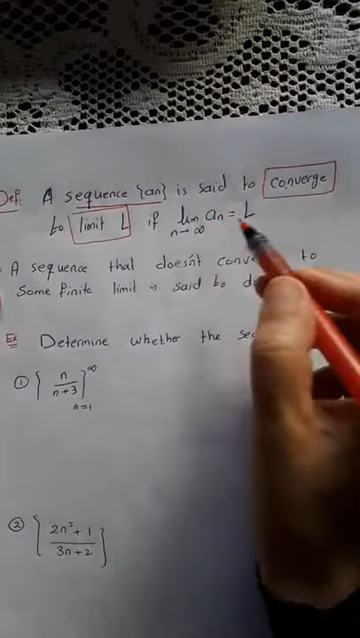 Def: A sequence {an} is said to converge
to limit L if lim n→∞ an = L
A sequence that doesn't conv to
some finite limit is said to d
Ex Determine whether the se
① { n/(n+3) }^∞ n=1
② { (2n²+1)/(3n+2) }